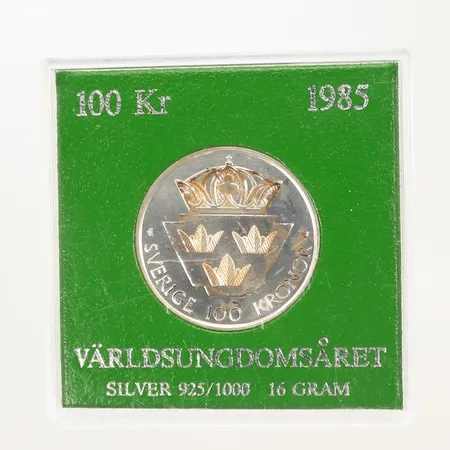 100 Kr 1985
SVERIGE 100 KRONOR
VÄRLDSUNGDOMSÅRET
SILVER 925/1000 16 GRAM